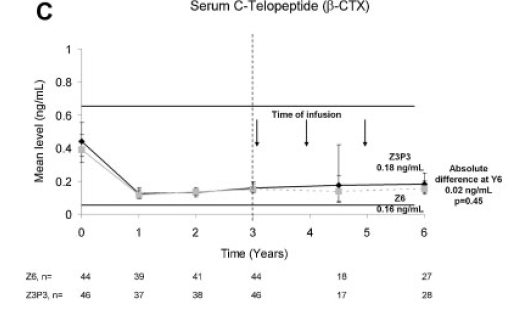 C
Serum C-Telopeptide (β-CTX)
Mean level (ng/mL)
1
0.8
0.6
0.4
0.2
0
Time of infusion
Z3P3
0.18 ng/mL
Z6
0.16 ng/mL
Absolute
difference at Y6
0.02 ng/mL
p=0.45
0 1 2 3 4 5 6
Time (Years)
Z6, n= 44 39 41 44 18 27
Z3P3, n= 46 37 38 46 17 28